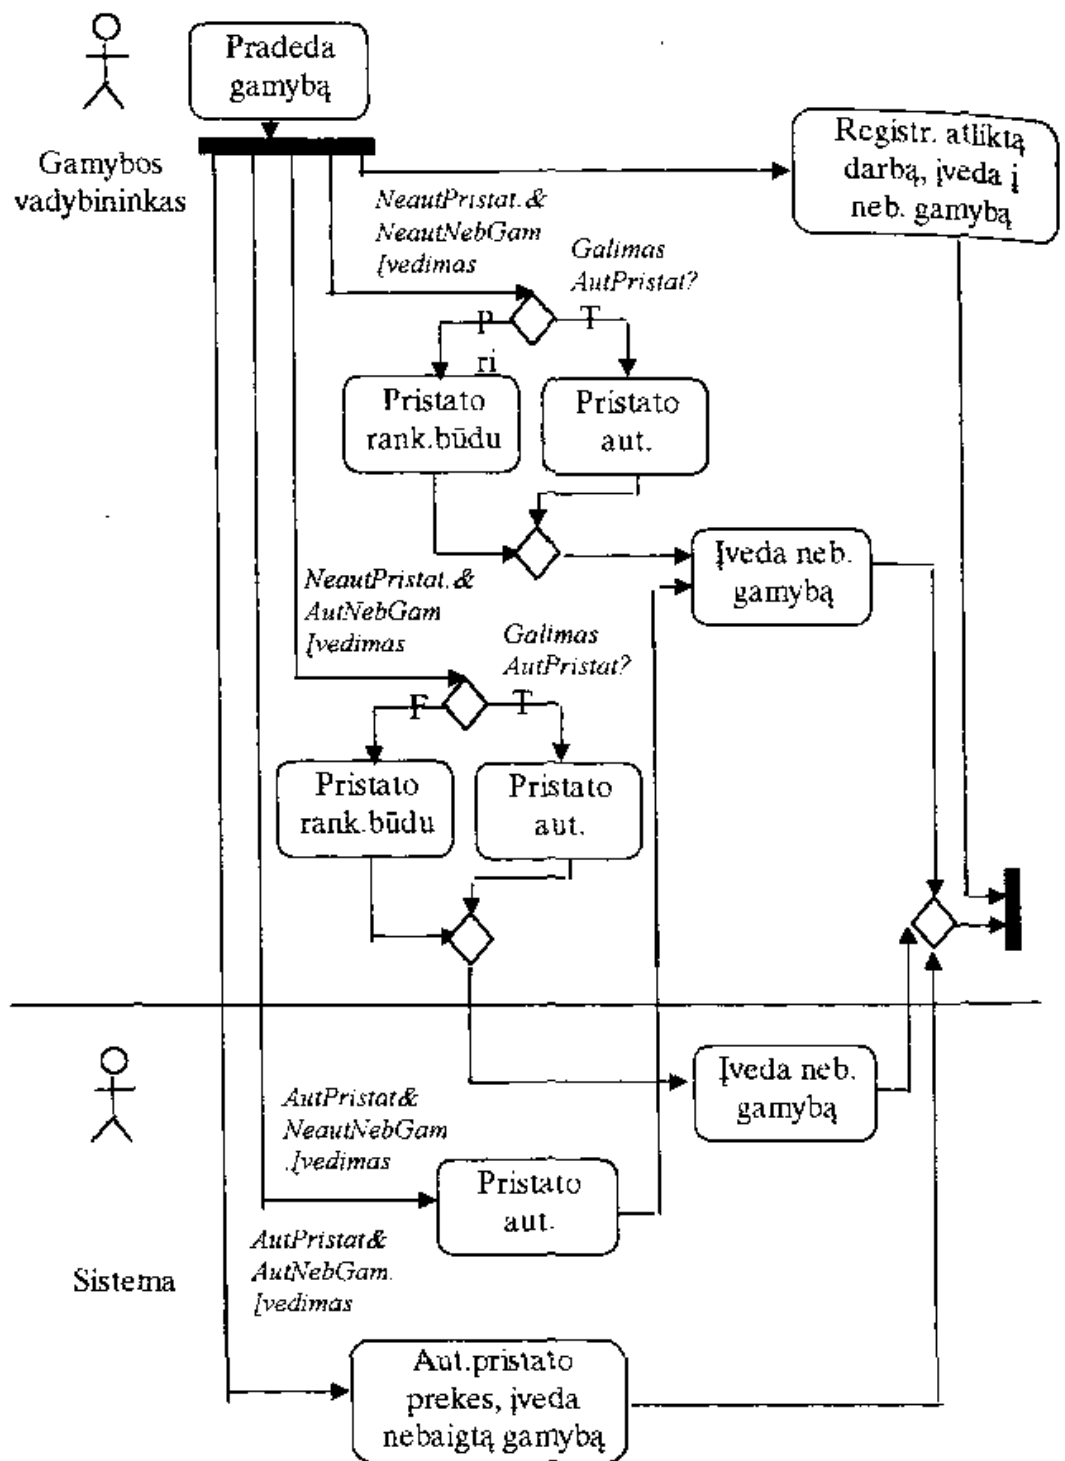 Pradeda
gamybą
Gamybos
vadybininkas
Registr. atliktą
darbą, įveda į
neb. gamybą
NeautPristat.&
NeautNebGam
Įvedimas
Galimas
AutPristat?
P
T
ri
Pristato
rank.būdu
Pristato
aut.
Įveda neb.
gamybą
NeautPristat.&
AutNebGam
Įvedimas
Galimas
AutPristat?
F
T
Pristato
rank.būdu
Pristato
aut.
Įveda neb.
gamybą
AutPristat&
NeautNebGam
.Įvedimas
Pristato
aut.
AutPristat&
AutNebGam.
Įvedimas
Sistema
Aut.pristato
prekes, įveda
nebaigtą gamybą